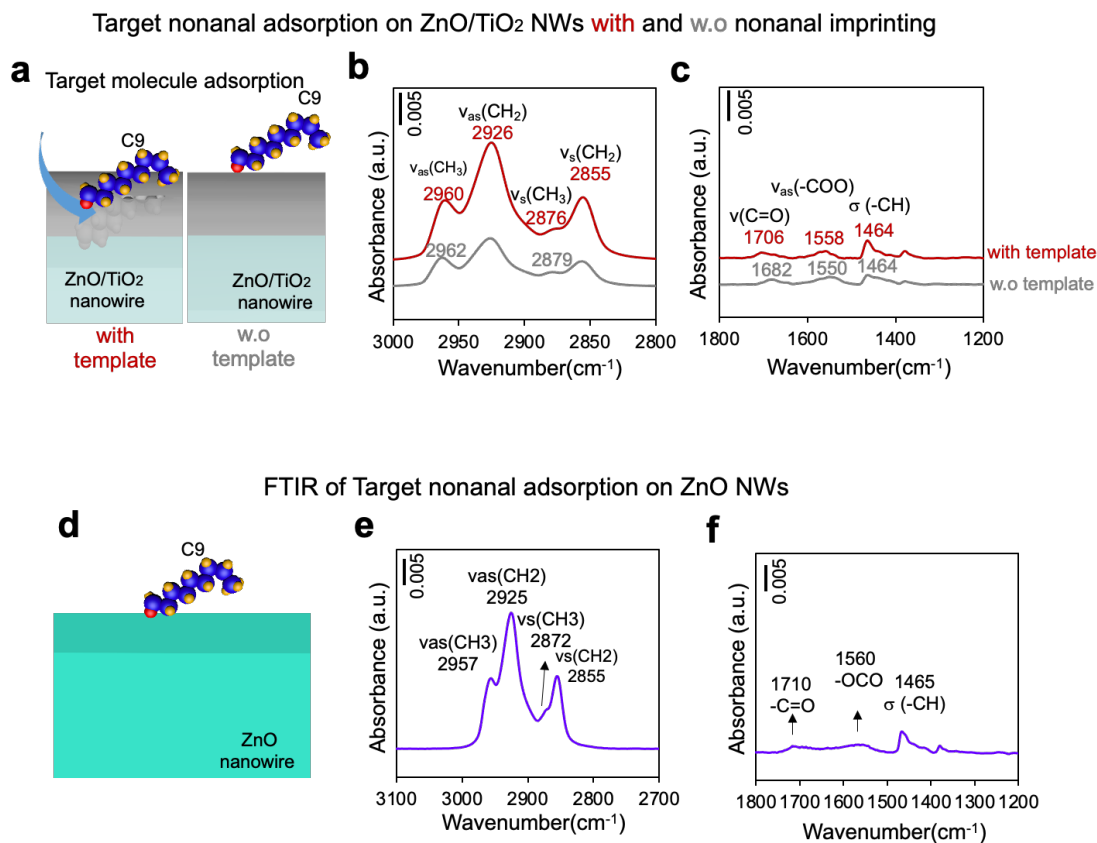 Target nonanal adsorption on ZnO/TiO₂ NWs with and w.o nonanal imprinting
a
Target molecule adsorption
C9
C9
ZnO/TiO₂
nanowire
ZnO/TiO₂
nanowire
with
template
w.o
template
b
0.005
Absorbance (a.u.)
vas(CH₃)
2960
vas(CH₂)
2926
vs(CH₃)
2876
vs(CH₂)
2855
2962
2879
3000 2950 2900 2850 2800
Wavenumber(cm⁻¹)
c
0.005
Absorbance (a.u.)
v(C=O)
1706
vas(-COO)
1558
σ (-CH)
1464
1682
1550
1464
with template
w.o template
1800 1600 1400 1200
Wavenumber(cm⁻¹)
FTIR of Target nonanal adsorption on ZnO NWs
d
C9
ZnO
nanowire
e
0.005
Absorbance (a.u.)
vas(CH2)
2925
vas(CH3)
2957
vs(CH3)
2872
vs(CH2)
2855
3100 3000 2900 2800 2700
Wavenumber(cm⁻¹)
f
0.005
Absorbance (a.u.)
1710
-C=O
1560
-OCO
1465
σ (-CH)
1800 1700 1600 1500 1400 1300 1200
Wavenumber(cm⁻¹)